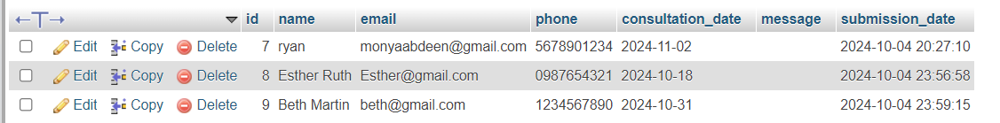 ←T→ id name email phone consultation_date message submission_date
Edit Copy Delete 7 ryan monyaabdeen@gmail.com 5678901234 2024-11-02 2024-10-04 20:27:10
Edit Copy Delete 8 Esther Ruth Esther@gmail.com 0987654321 2024-10-18 2024-10-04 23:56:58
Edit Copy Delete 9 Beth Martin beth@gmail.com 1234567890 2024-10-31 2024-10-04 23:59:15